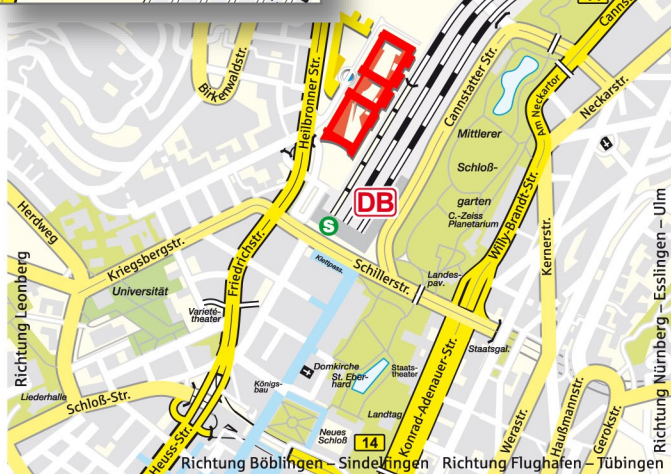 Birkenwaldstr.
Heilbronner Str.
Cannstatter Str.
Canns
Am Neckartor
Neckarstr.
Mittlerer
Schloß-
garten
C.-Zeiss
Planetarium
Willy-Brandt-Str.
Kernerstr.
DB
S
Herdweg
Kriegsbergstr.
Friedrichstr.
Klettpass.
Schillerstr.
Landes-
pav.
Universität
Varieté-
theater
Staatsgal.
Richtung Leonberg
Richtung Nürnberg – Esslingen – Ulm
Liederhalle
Schloß-Str.
Königs-
bau
Domkirche
St. Eber-
hard
Staats-
theater
Landtag
Konrad-Adenauer-Str.
Neues
Schloß
14
Heuss-Str.
Werastr.
Haußmannstr.
Gerokstr.
Richtung Böblingen – Sindelfingen
Richtung Flughafen – Tübingen